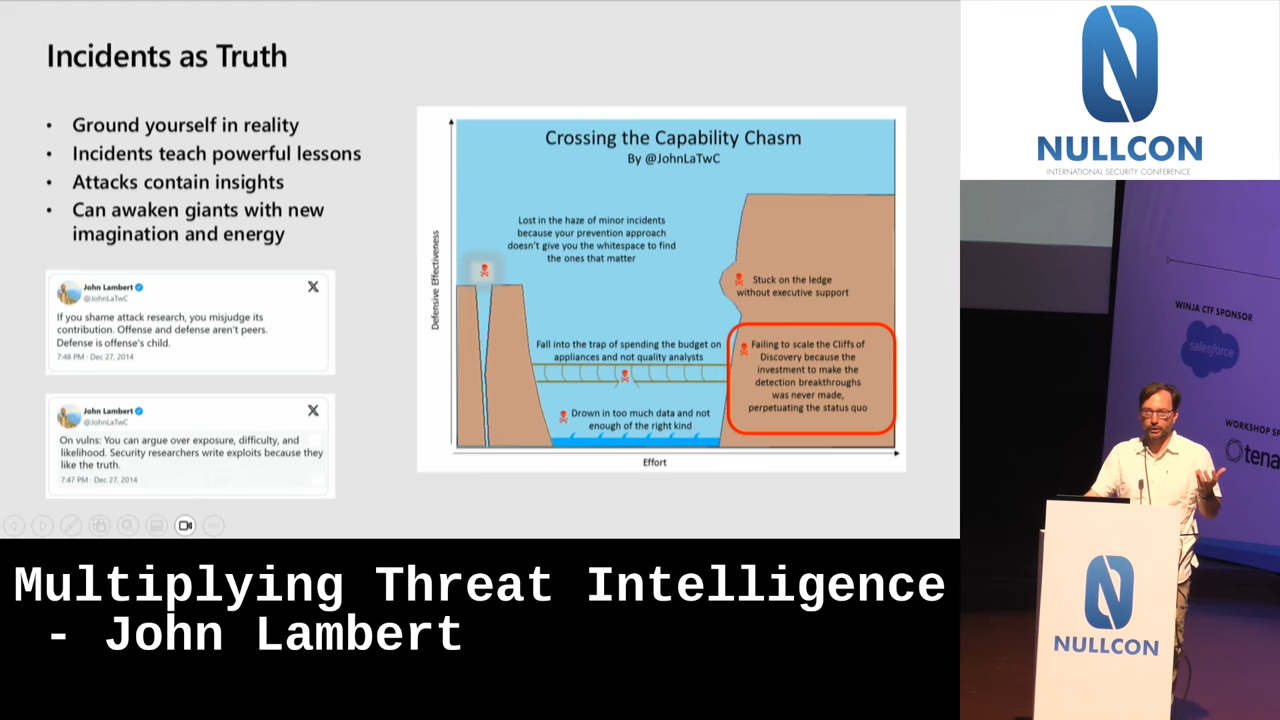 Incidents as Truth
• Ground yourself in reality
• Incidents teach powerful lessons
• Attacks contain insights
• Can awaken giants with new
imagination and energy
John Lambert
@JohnLaTwC
If you shame attack research, you misjudge its
contribution. Offense and defense aren't peers.
Defense is offense's child.
7:48 PM · Dec 27, 2014
John Lambert
@JohnLaTwC
On vulns: You can argue over exposure, difficulty, and
likelihood. Security researchers write exploits because they
like the truth.
7:47 PM · Dec 27, 2014
Crossing the Capability Chasm
By @JohnLaTwC
Defensive Effectiveness
Lost in the haze of minor incidents
because your prevention approach
doesn't give you the whitespace to find
the ones that matter
Stuck on the ledge
without executive support
Fall into the trap of spending the budget on
appliances and not quality analysts
Failing to scale the Cliffs of
Discovery because the
investment to make the
detection breakthroughs
was never made,
perpetuating the status quo
Drown in too much data and not
enough of the right kind
Effort
NULLCON
INTERNATIONAL SECURITY CONFERENCE
WINJA CTF SPONSOR
salesforce
WORKSHOP
NULLCON
Multiplying Threat Intelligence
- John Lambert